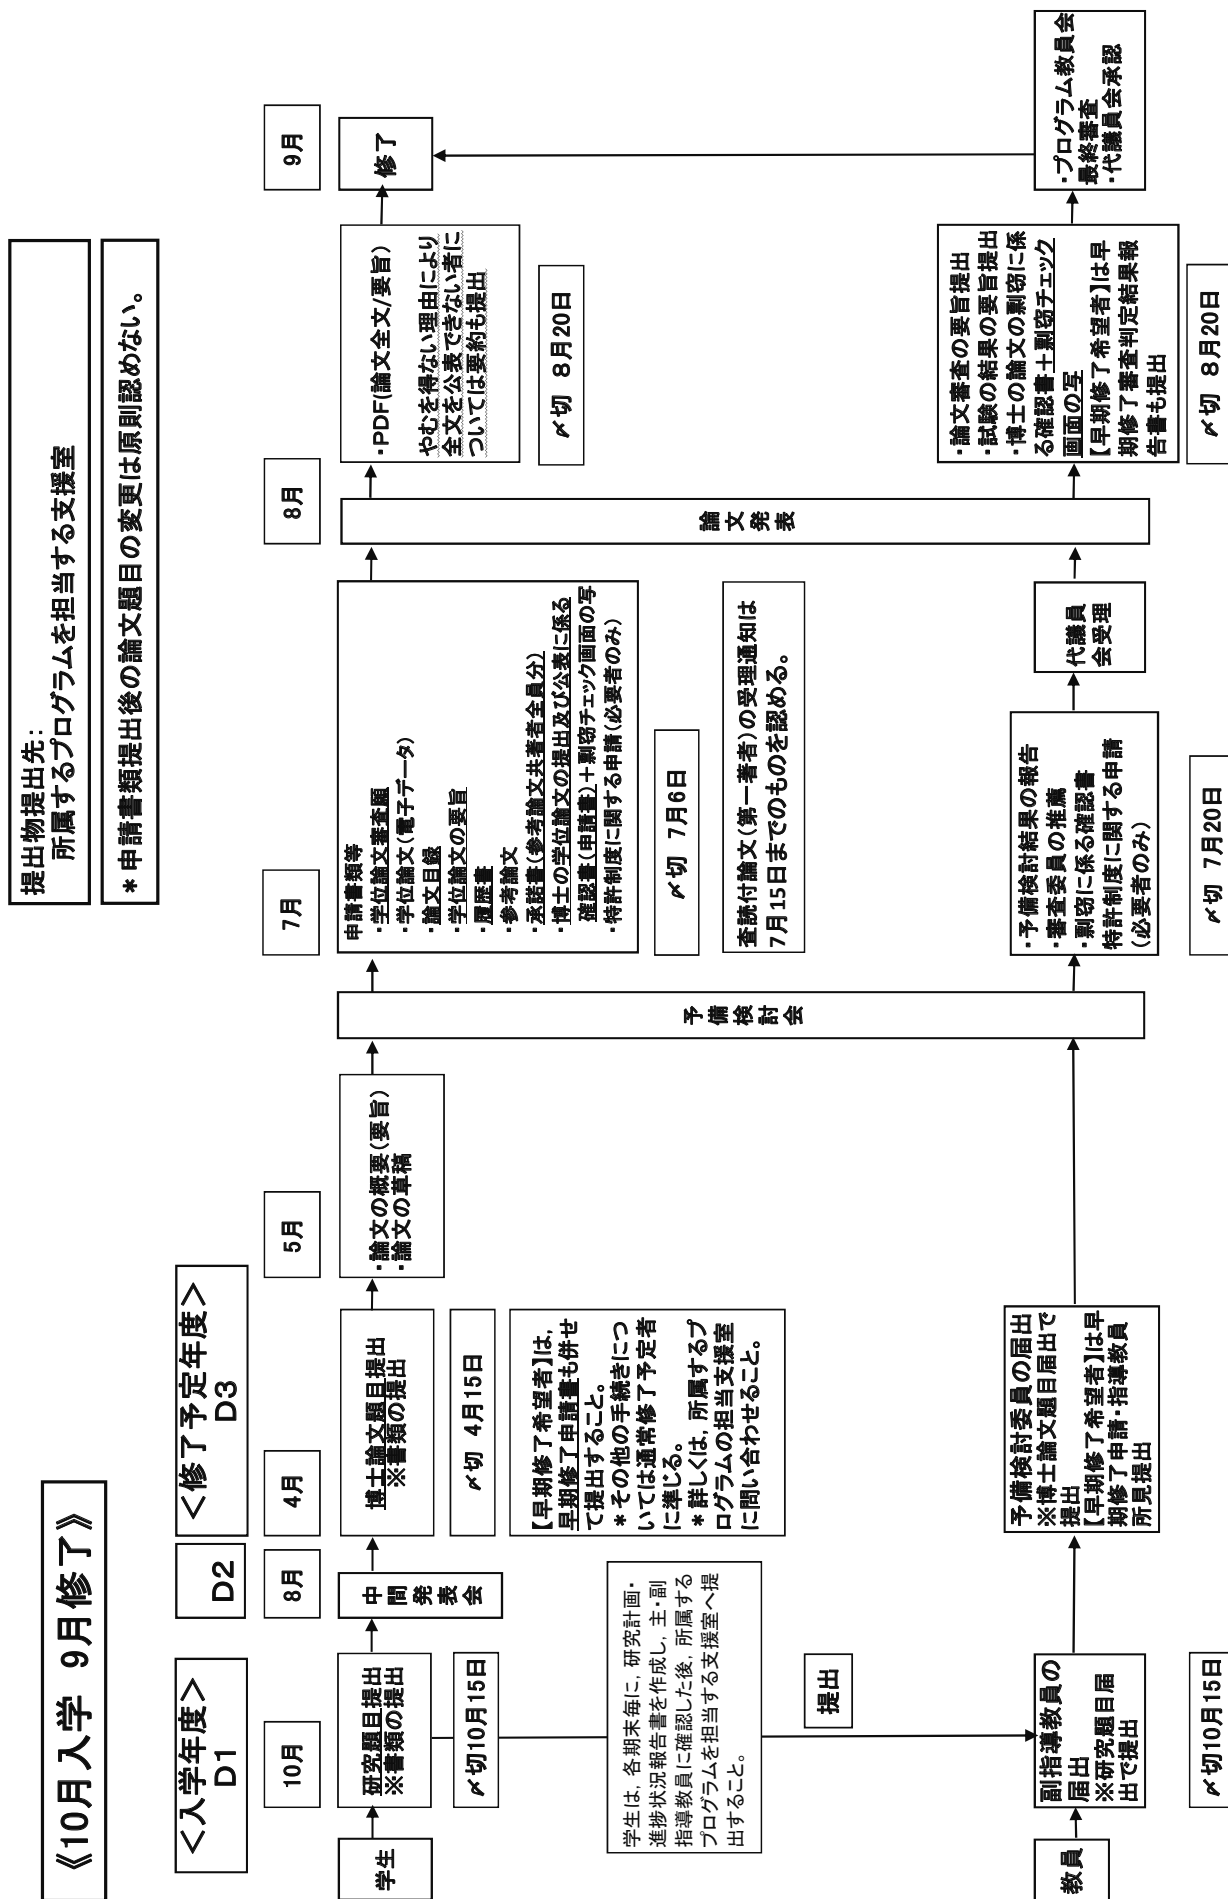 《10月入学 9月修了》
提出物提出先：
所属するプログラムを担当する支援室
＊申請書類提出後の論文題目の変更は原則認めない。
＜入学年度＞
D1
D2
＜修了予定年度＞
D3
10月
8月
4月
5月
7月
8月
9月
学生
研究題目提出
※書類の提出
〆切10月15日
中間発表会
博士論文題目提出
※書類の提出
〆切 4月15日
【早期修了希望者】は，
早期修了申請書も併せ
て提出すること。
＊その他の手続きにつ
いては通常修了予定者
に準じる。
＊詳しくは，所属するプ
ログラムの担当支援室
に問い合わせること。
・論文の概要(要旨)
・論文の草稿
予備検討会
申請書類等
・学位論文審査願
・学位論文(電子データ)
・論文目録
・学位論文の要旨
・履歴書
・参考論文
・承諾書(参考論文共著者全員分)
・博士の学位論文の提出及び公表に係る
確認書(申請書)＋剽窃チェック画面の写
・特許制度に関する申請(必要者のみ)
〆切 7月6日
査読付論文(第一著者)の受理通知は
7月15日までのものを認める。
論文発表
・PDF(論文全文/要旨)
やむを得ない理由により
全文を公表できない者に
ついては要約も提出
〆切 8月20日
修了
学生は，各期末毎に，研究計画・
進捗状況報告書を作成し，主・副
指導教員に確認した後，所属する
プログラムを担当する支援室へ提
出すること。
提出
教員
副指導教員の
届出
※研究題目届
出で提出
〆切10月15日
予備検討委員の届出
※博士論文題目届出で
提出
【早期修了希望者】は早
期修了申請・指導教員
所見提出
・予備検討結果の報告
・審査委員の推薦
・剽窃に係る確認書
特許制度に関する申請
(必要者のみ)
〆切 7月20日
代議員
会受理
・論文審査の要旨提出
・試験の結果の要旨提出
・博士の論文の剽窃に係
る確認書＋剽窃チェック
画面の写
【早期修了希望者】は早
期修了審査判定結果報
告書も提出
〆切 8月20日
・プログラム教員会
最終審査
・代議員会承認